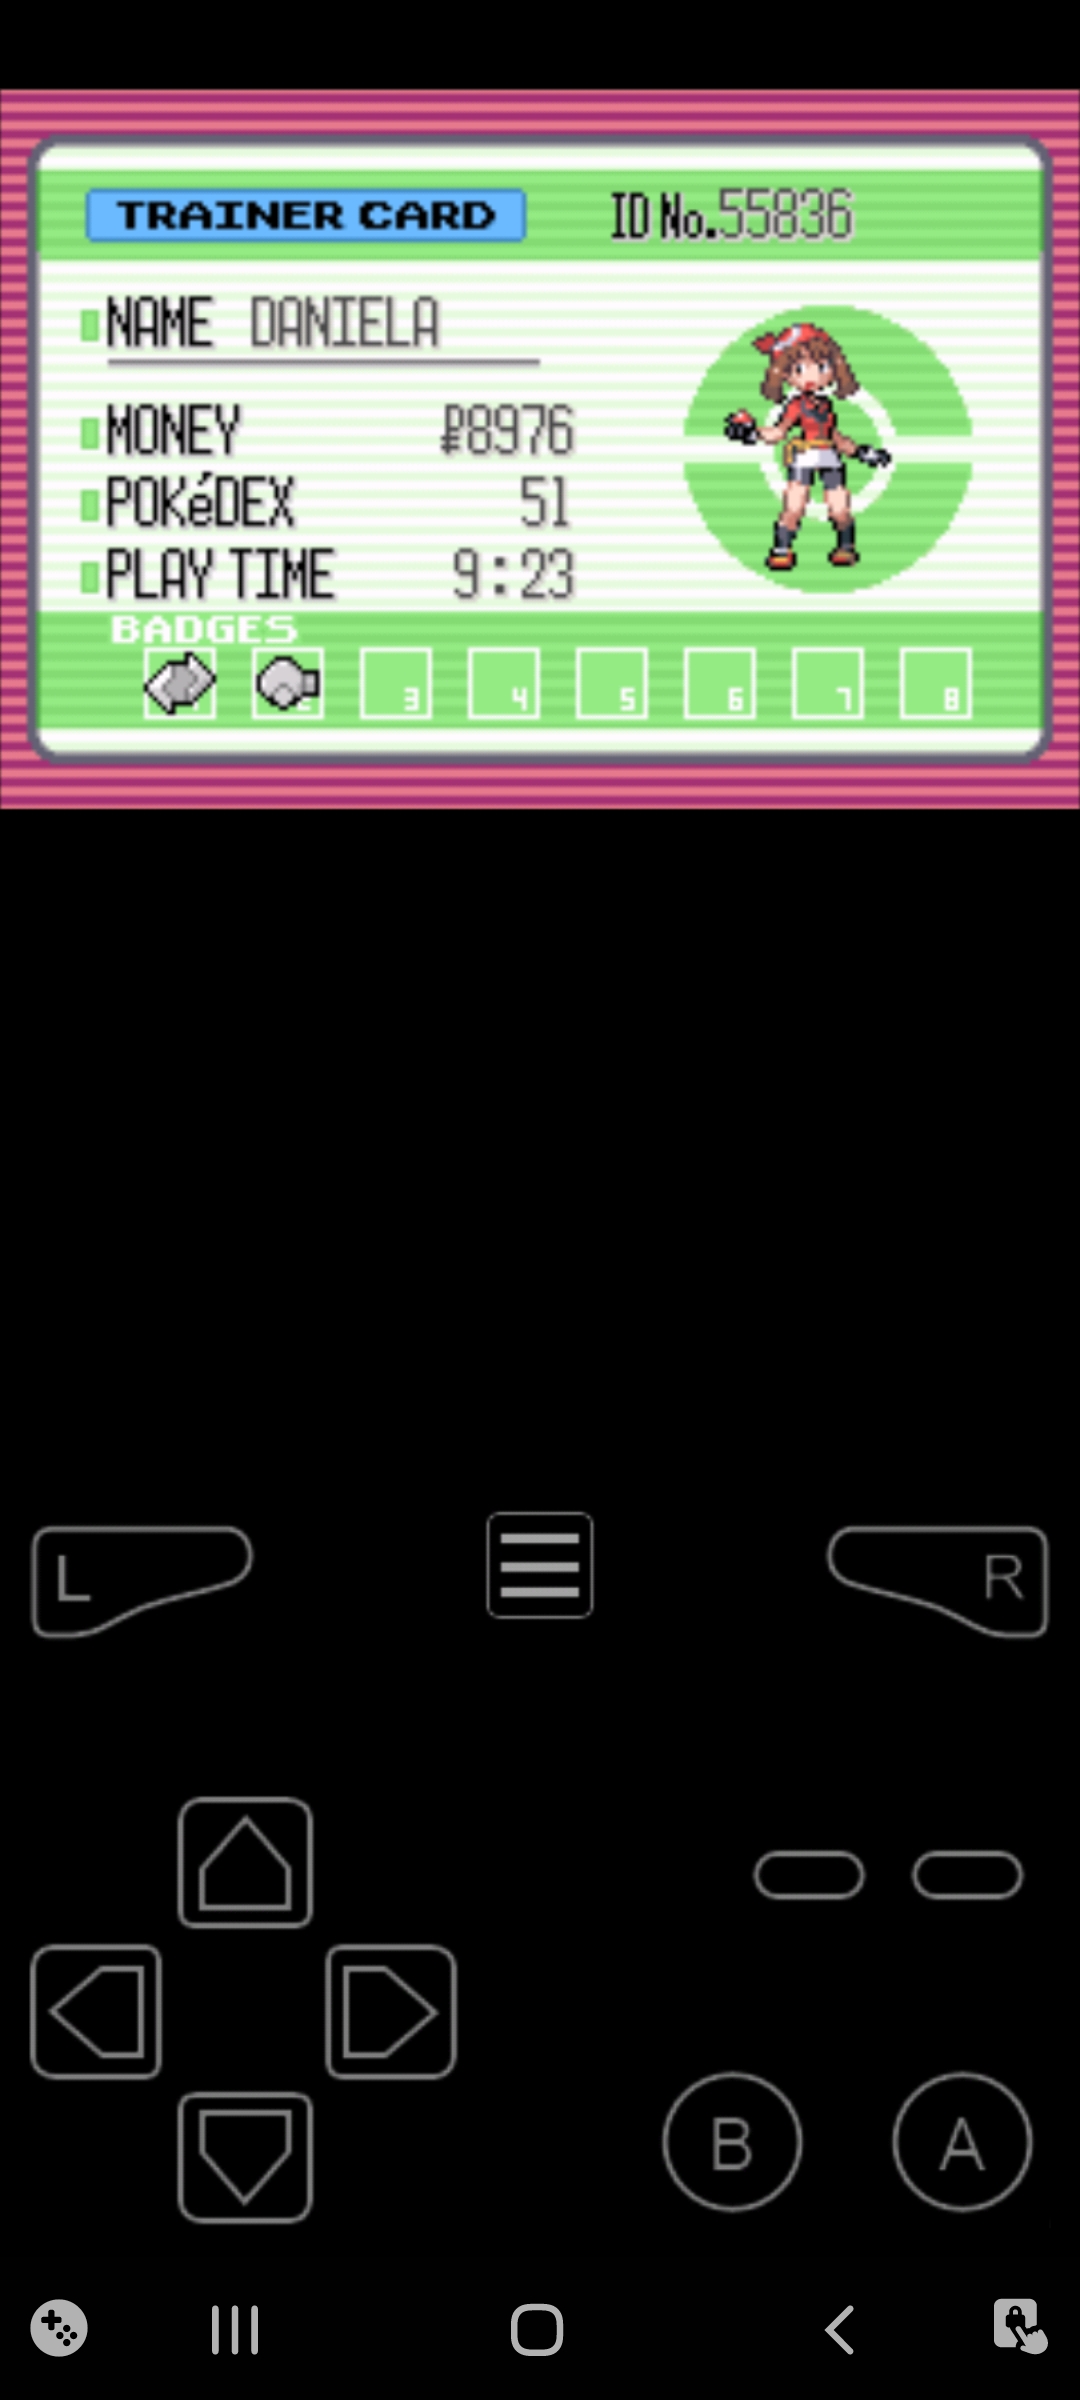 TRAINER CARD ID No.55836
NAME DANIELA
MONEY ₽8976
POKéDEX 51
PLAY TIME 9:23
BADGES
3 4 5 6 7 8
L R
B A